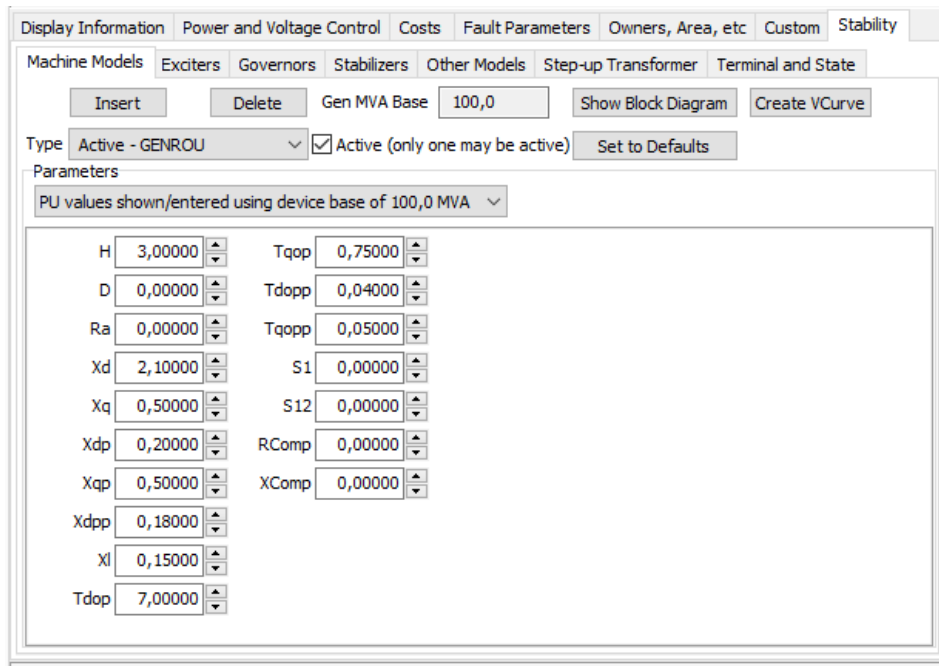 Display Information Power and Voltage Control Costs Fault Parameters Owners, Area, etc Custom Stability
Machine Models Exciters Governors Stabilizers Other Models Step-up Transformer Terminal and State
Insert Delete Gen MVA Base 100,0 Show Block Diagram Create VCurve
Type Active - GENROU Active (only one may be active) Set to Defaults
Parameters
PU values shown/entered using device base of 100,0 MVA
H 3,00000 Tqop 0,75000
D 0,00000 Tdopp 0,04000
Ra 0,00000 Tqopp 0,05000
Xd 2,10000 S1 0,00000
Xq 0,50000 S12 0,00000
Xdp 0,20000 RComp 0,00000
Xqp 0,50000 XComp 0,00000
Xdpp 0,18000
Xl 0,15000
Tdop 7,00000